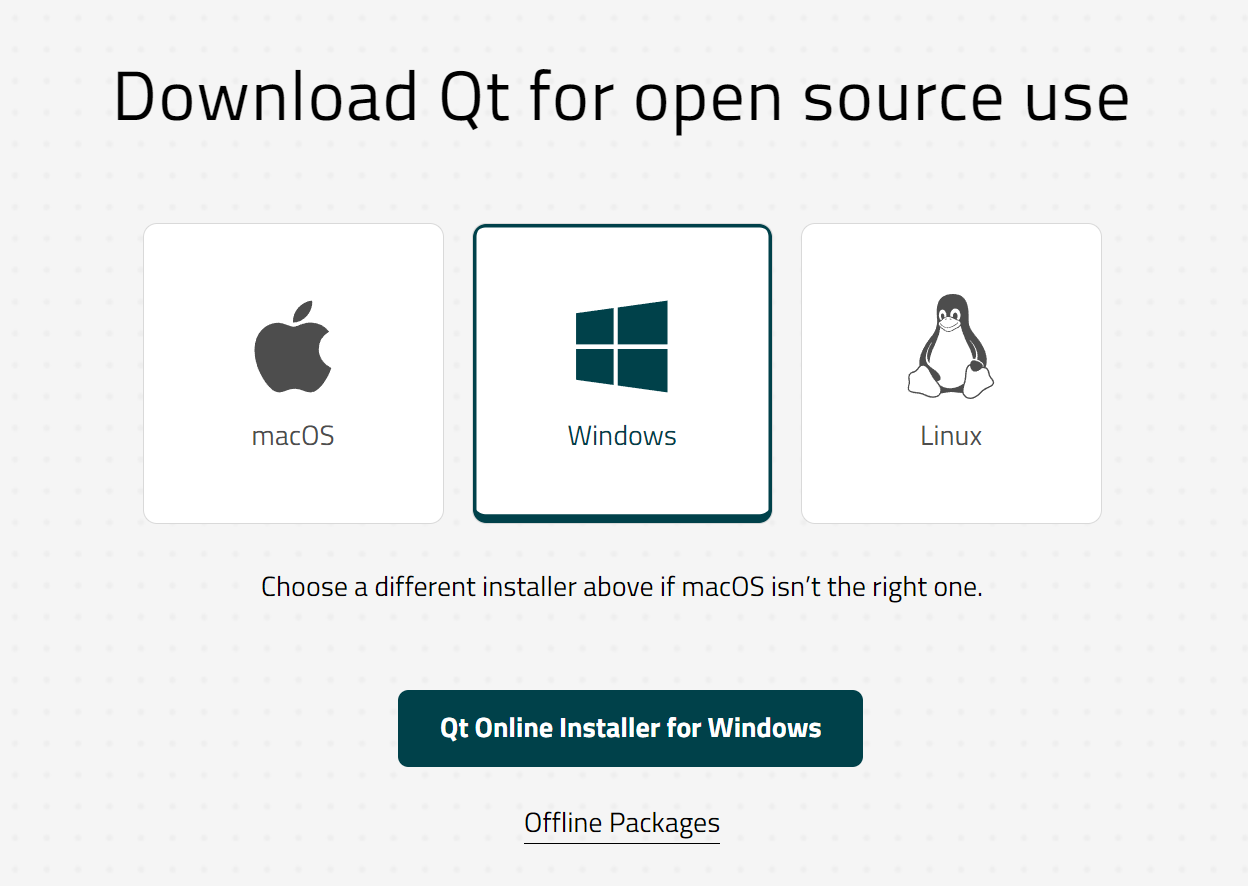 Download Qt for open source use
macOS
Windows
Linux
Choose a different installer above if macOS isn’t the right one.
Qt Online Installer for Windows
Offline Packages